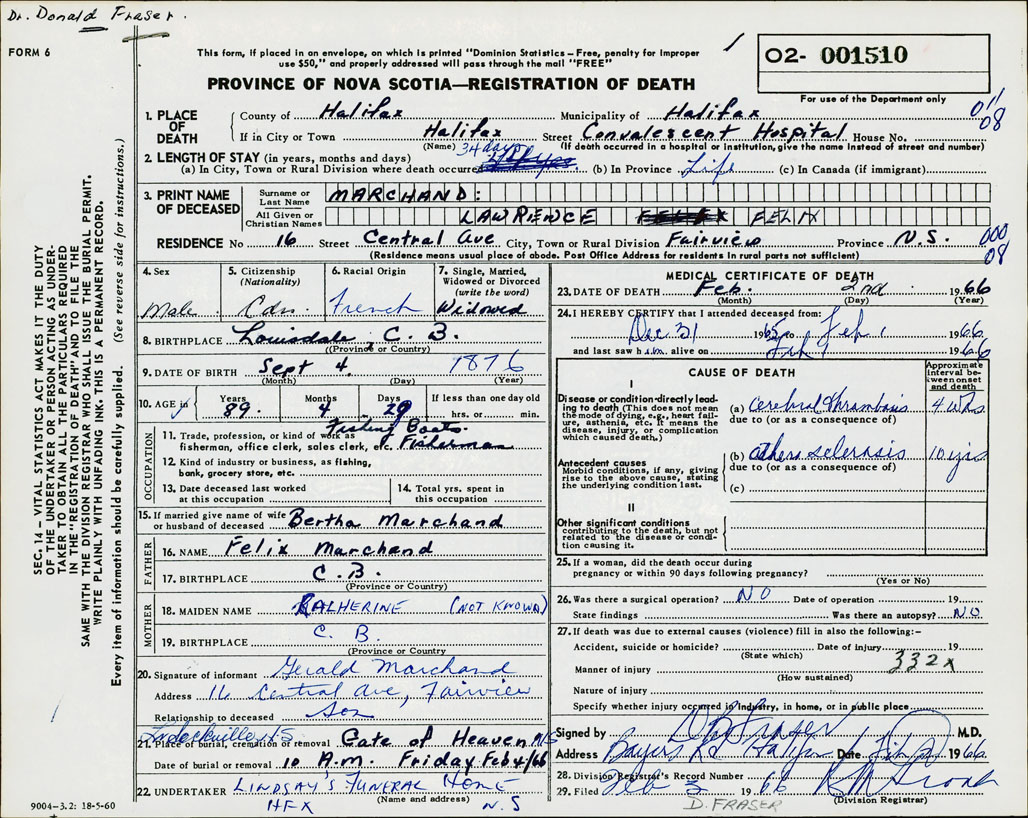 Dr. Donald Fraser.
FORM 6
This form, if placed in an envelope, on which is printed "Dominion Statistics – Free, penalty for improper
use $50," and properly addressed will pass through the mail "FREE"
PROVINCE OF NOVA SCOTIA—REGISTRATION OF DEATH
02- 001510
For use of the Department only
011
08
1. PLACE OF DEATH County of Halifax Municipality of Halifax
If in City or Town Halifax Street Convalescent Hospital House No.
(Name) (If death occurred in a hospital or institution, give the name instead of street and number)
2. LENGTH OF STAY (in years, months and days) 34 days
(a) In City, Town or Rural Division where death occurred (b) In Province Life (c) In Canada (if immigrant)
3. PRINT NAME OF DECEASED Surname or Last Name MARCHAND:
All Given or Christian Names LAWRENCE FELIX
RESIDENCE No 16 Street Central Ave City, Town or Rural Division Fairview Province N.S.
000
08
(Residence means usual place of abode. Post Office Address for residents in rural parts not sufficient)
4. Sex Male
5. Citizenship (Nationality) Cdn.
6. Racial Origin French
7. Single, Married, Widowed or Divorced (write the word) Widowed
8. BIRTHPLACE Louisdale, C. B.
(Province or Country)
9. DATE OF BIRTH Sept 4. 1876
(Month) (Day) (Year)
10. AGE in Years 89. Months 4 Days 29 If less than one day old
hrs. or min.
OCCUPATION
11. Trade, profession, or kind of work as Fishing Boats.
fisherman, office clerk, sales clerk, etc. Fisherman
12. Kind of industry or business, as fishing,
bank, grocery store, etc.
13. Date deceased last worked
at this occupation
14. Total yrs. spent in
this occupation
15. If married give name of wife
or husband of deceased Bertha Marchand
FATHER
16. NAME Felix Marchand
17. BIRTHPLACE C. B.
(Province or Country)
MOTHER
18. MAIDEN NAME KATHERINE (NOT KNOWN)
19. BIRTHPLACE C. B.
(Province or Country)
20. Signature of informant Gerald Marchand
Address 16 Central Ave, Fairview
Relationship to deceased Son
21. Place of burial, cremation or removal Gate of Heaven N.S
Date of burial or removal 10 A.M. Friday Feb 4/66
22. UNDERTAKER LINDSAY'S FUNERAL HOME
(Name and address)
HFX N.S
9004–3.2: 18-5-60
MEDICAL CERTIFICATE OF DEATH
23. DATE OF DEATH Feb. 2nd 1966
(Month) (Day) (Year)
24. I HEREBY CERTIFY that I attended deceased from:
Dec 31 1965 to Feb 1 1966
and last saw him alive on Feb 1 1966
CAUSE OF DEATH
Approximate interval between onset and death
I
Disease or condition directly leading to death (This does not mean the mode of dying, e.g., heart failure, asthenia, etc. It means the disease, injury, or complication which caused death.)
(a) Cerebral Thrombosis 4 wks
due to (or as a consequence of)
Antecedent causes
Morbid conditions, if any, giving rise to the above cause, stating the underlying condition last.
(b) Atherosclerosis 10 yrs
due to (or as a consequence of)
(c)
II
Other significant conditions
contributing to the death, but not related to the disease or condition causing it.
25. If a woman, did the death occur during
pregnancy or within 90 days following pregnancy?
(Yes or No)
26. Was there a surgical operation? NO Date of operation 19
State findings Was there an autopsy? NO
27. If death was due to external causes (violence) fill in also the following:–
Accident, suicide or homicide? Date of injury 19
(State which)
332X
Manner of injury
(How sustained)
Nature of injury
Specify whether injury occurred in industry, in home, or in public place
Signed by D B Fraser M.D.
Address Bayers Rd Halifax Date Feb 2 1966
28. Division Registrar's Record Number
29. Filed Feb 3 1966
(Division Registrar)
D. FRASER
SEC. 14 – VITAL STATISTICS ACT MAKES IT THE DUTY
OF THE UNDERTAKER OR PERSON ACTING AS UNDER-
TAKER TO OBTAIN ALL THE PARTICULARS REQUIRED
IN THE "REGISTRATION OF DEATH" AND TO FILE THE
SAME WITH THE DIVISION REGISTRAR WHO SHALL ISSUE THE BURIAL PERMIT.
WRITE PLAINLY WITH UNFADING INK. THIS IS A PERMANENT RECORD.
Every item of information should be carefully supplied. (See reverse side for instructions.)